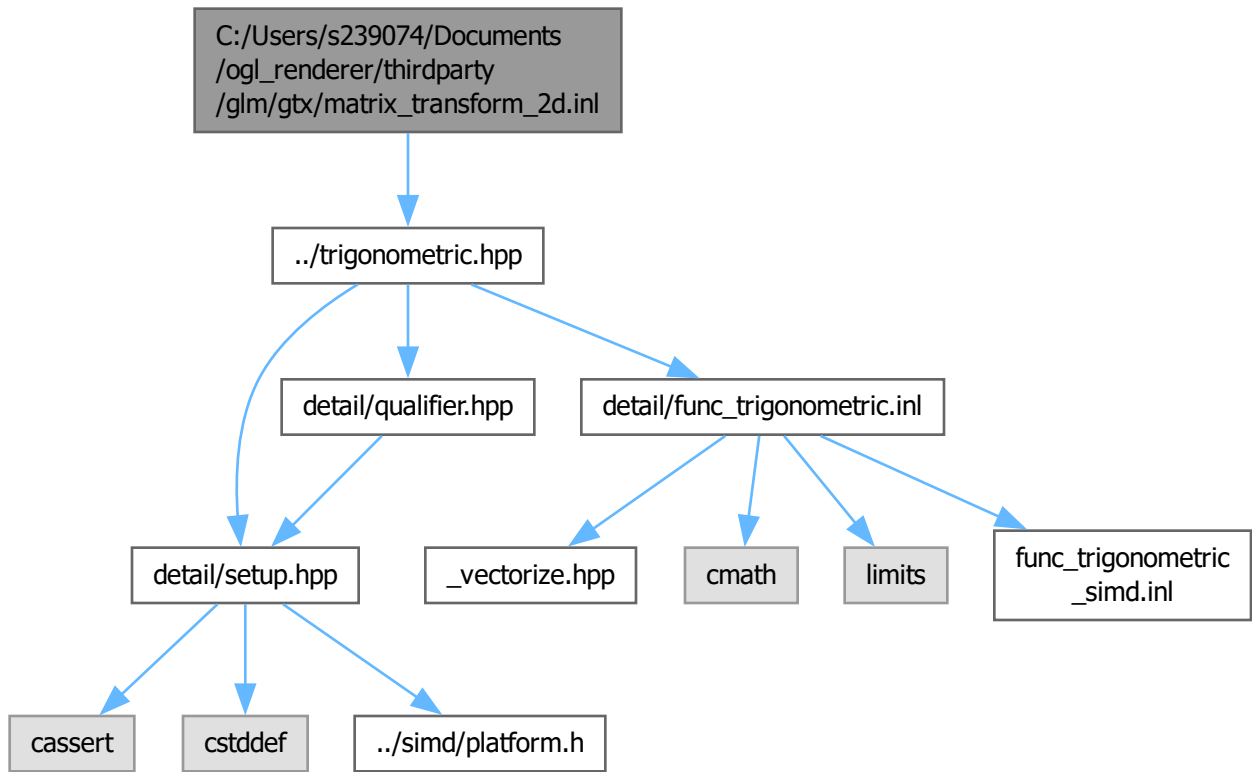 C:/Users/s239074/Documents
/ogl_renderer/thirdparty
/glm/gtx/matrix_transform_2d.inl
../trigonometric.hpp
detail/qualifier.hpp
detail/func_trigonometric.inl
detail/setup.hpp
_vectorize.hpp
cmath
limits
func_trigonometric
_simd.inl
cassert
cstddef
../simd/platform.h